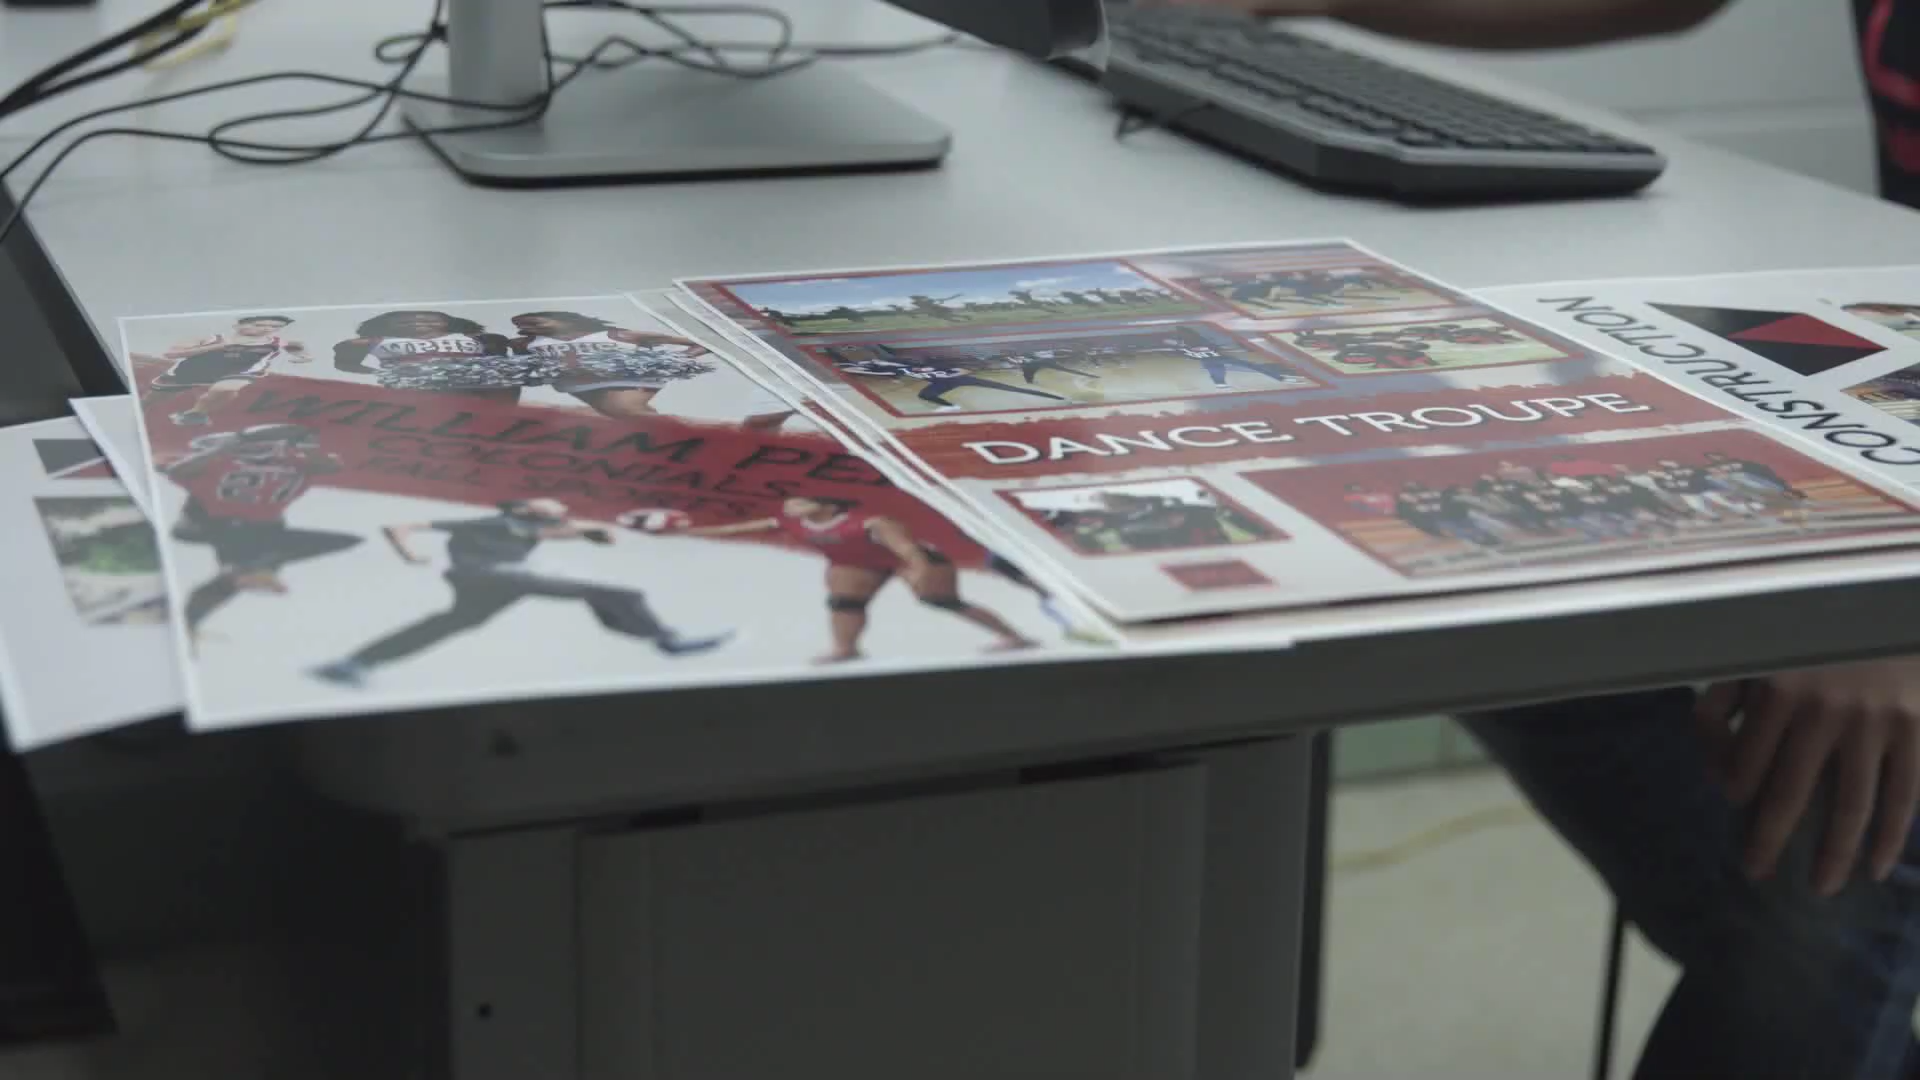 WPHS
WPHS
WILLIAM PE
COLONIALS
FALL SPORTS
DANCE TROUPE
CONSTRUCTION